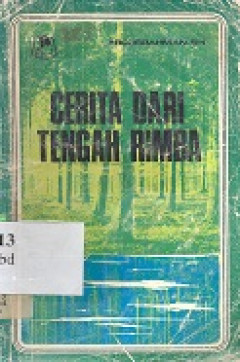 CERITA DARI
TENGAH RIMBA
13
bd